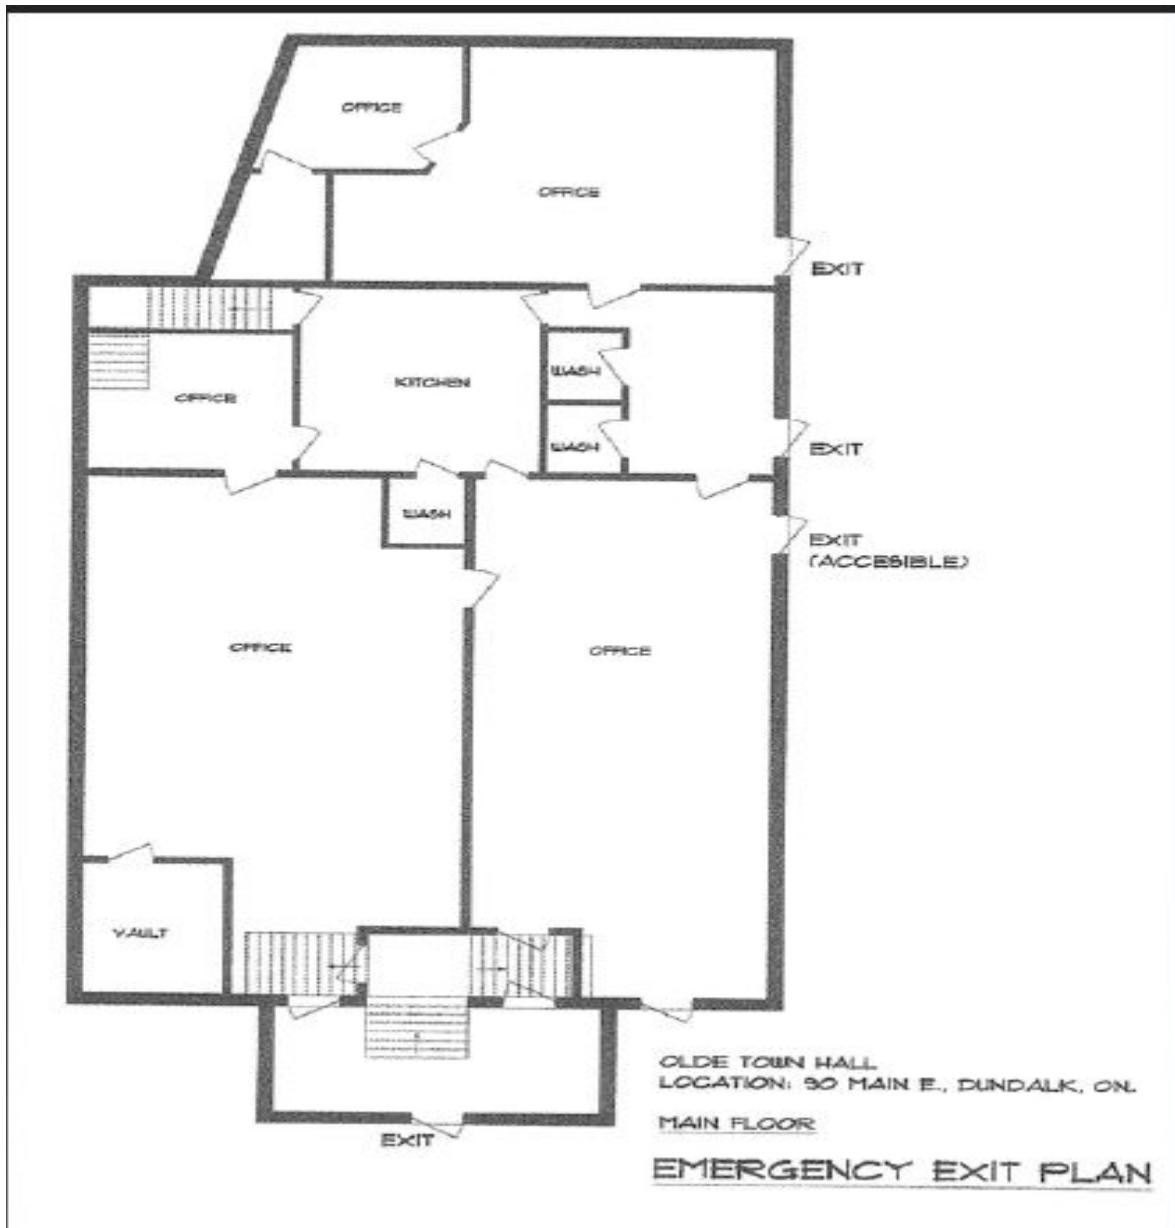 OFFICE
OFFICE
EXIT
WASH
KITCHEN
OFFICE
WASH
EXIT
WASH
EXIT
(ACCESIBLE)
OFFICE
OFFICE
VAULT
OLDE TOWN HALL
LOCATION: 90 MAIN E., DUNDALK, ON.
MAIN FLOOR
EXIT
EMERGENCY EXIT PLAN